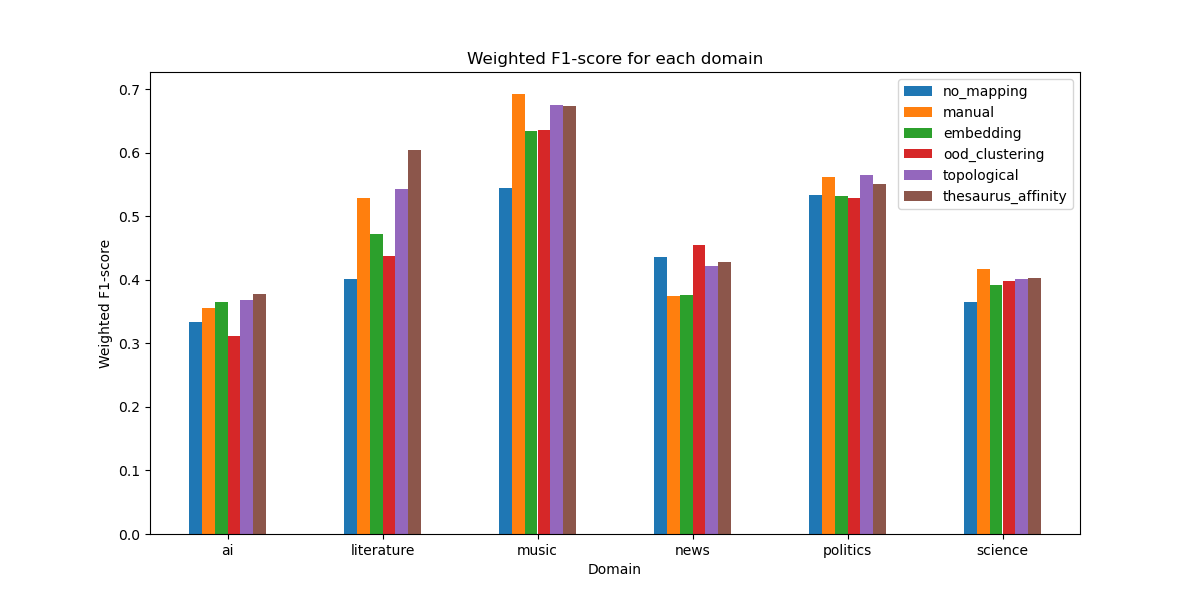 Weighted F1-score for each domain
no_mapping
manual
embedding
ood_clustering
topological
thesaurus_affinity
Weighted F1-score
0.7
0.6
0.5
0.4
0.3
0.2
0.1
0.0
ai literature music news politics science
Domain